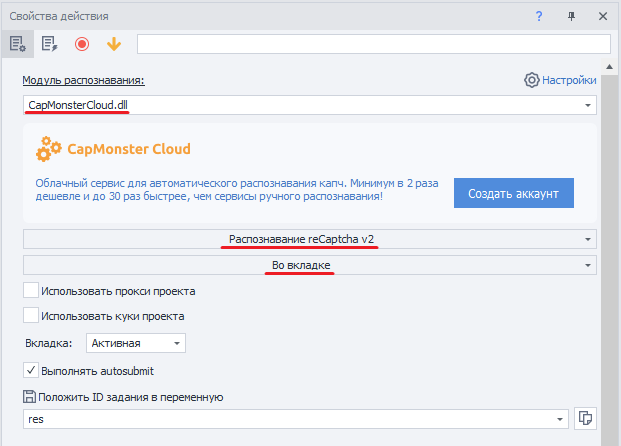 Свойства действия
?
Модуль распознавания:
Настройки
CapMonsterCloud.dll
CapMonster Cloud
Облачный сервис для автоматического распознавания капч. Минимум в 2 раза
дешевле и до 30 раз быстрее, чем сервисы ручного распознавания!
Создать аккаунт
Распознавание reCaptcha v2
Во вкладке
Использовать прокси проекта
Использовать куки проекта
Вкладка: Активная
Выполнять autosubmit
Положить ID задания в переменную
res